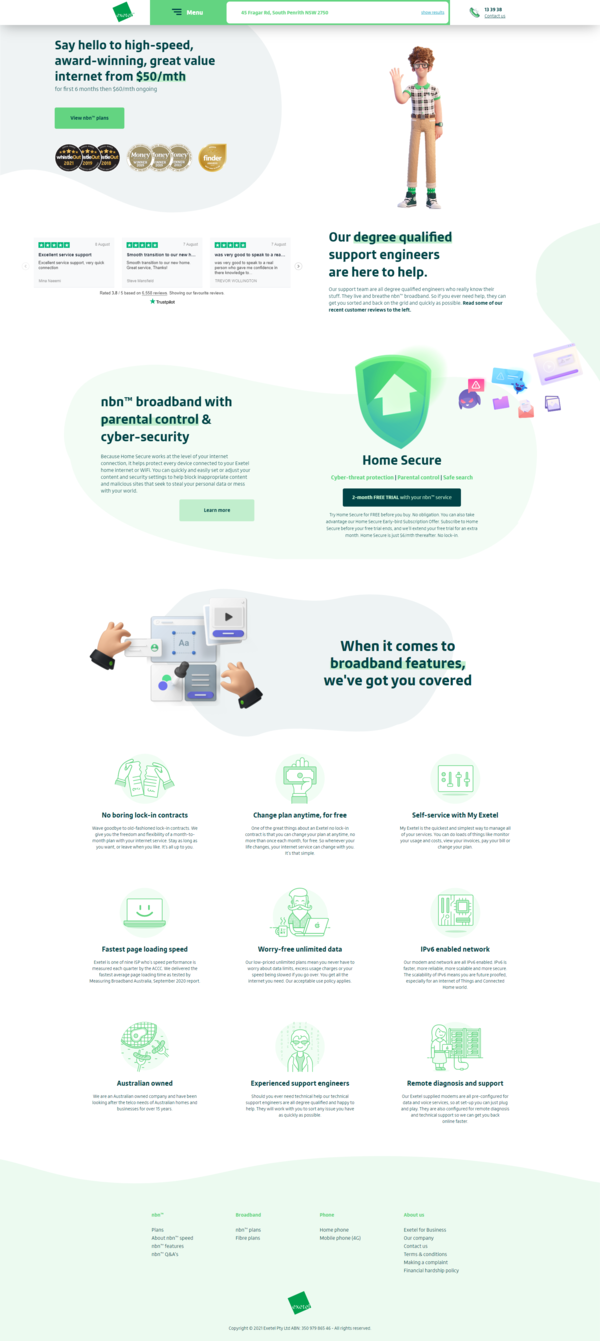 exetel
Menu
view results
13 39 38
Contact us
Say hello to high-speed,
award-winning, great value
internet from $50/mth
for first 6 months then $60/mth ongoing
View nbn™ plans
whistleOut
2021
2020
2019
Money
finder
5 August
Excellent service support
Excellent service support, very quick
connection
7 August
Smooth transition to our new h...
Smooth transition to our new home
Great service, Thanks!
7 August
was very good to speak to a rea...
was very good to speak to a real
person who gave me confidence in
there knowledge to...
TREVOR WOLLINGTON
Showing our favourite reviews
Trustpilot
Our degree qualified
support engineers
are here to help.
Our support team are all degree qualified engineers who really know their
stuff. They live and breathe nbn™ broadband. So if you ever need help, they can
get you sorted and back on the grid quickly and as possible. Read some of our
recent customer reviews to the left.
nbn™ broadband with
parental control &
cyber-security
Because Home Secure works at the level of your internet
connection, it helps protect every device connected to your Exetel
home internet or WiFi. You can quickly and easily set or adjust your
content and security settings to help block inappropriate content
and malicious sites that seek to steal your personal data or mess
with your world.
Learn more
Home Secure
Cyber-threat protection | Parental control | Safe search
2-month FREE TRIAL with your nbn™ service
Try Home Secure for FREE before you buy. No obligation. You can also take
advantage our Home Secure Early-Bird Subscription Offer. Subscribe to Home
Secure before your free trial ends, and we'll extend your free trial for an extra
month. Home Secure is just $6/mth thereafter. No lock-in.
Aa
When it comes to
broadband features,
we've got you covered
No boring lock-in contracts
Wave goodbye to old-fashioned lock-in contracts. We
give you the freedom and flexibility of a month-to-
month plan with your internet service. Stay as long as
you want, or leave when you like. It's all up to you.
Change plan anytime, for free
One of the great things about an Exetel no lock-in
contract is that you can change your plan at anytime, no
more than once each month, for free. So whenever your
life changes, your internet service can change with you.
It's that simple.
Self-service with My Exetel
My Exetel is the quickest and simplest way to manage all
of your services. You can do loads of things like monitor
your usage and costs, view your invoices, pay your bill or
change your plan.
Fastest page loading speed
Exetel is one of nine ISP who's speed performance is
measured each quarter by the ACCC. We delivered the
fastest average page loading time as tested by
Measuring Broadband Australia, September 2020 report.
Worry-free unlimited data
Our low-priced unlimited plans mean you never have to
worry about data limits, excess usage charges or your
speed being slowed if you go over. You get all the
internet you need. Our acceptable use policy applies.
IPv6 enabled network
Our modem and network are all IPv6 enabled. IPv6 is
faster, more reliable, more scalable and more secure.
The scalability of IPv6 means you are future proofed,
especially for an Internet of Things and Connected
Home world.
Australian owned
We are an Australian owned company and have been
looking after the telco needs of Australian homes and
businesses for over 15 years.
Experienced support engineers
Should you ever need technical help our technical
support engineers are all degree qualified and happy to
help. They will work with you to sort any issue you have
as quickly as possible.
Remote diagnosis and support
Our Exetel supplied modems are all pre-configured for
data and voice services, so at set-up you can just plug
and play. They are also configured for remote diagnosis
and technical support so we can get you back
online faster.
nbn™
Plans
About nbn™ speed
nbn™ features
nbn™ Q&A's
Broadband
nbn™ plans
Fibre plans
Phone
Home phone
Mobile phone (4G)
About us
Exetel for Business
Our company
Contact us
Terms & conditions
Making a complaint
Financial hardship policy
exetel